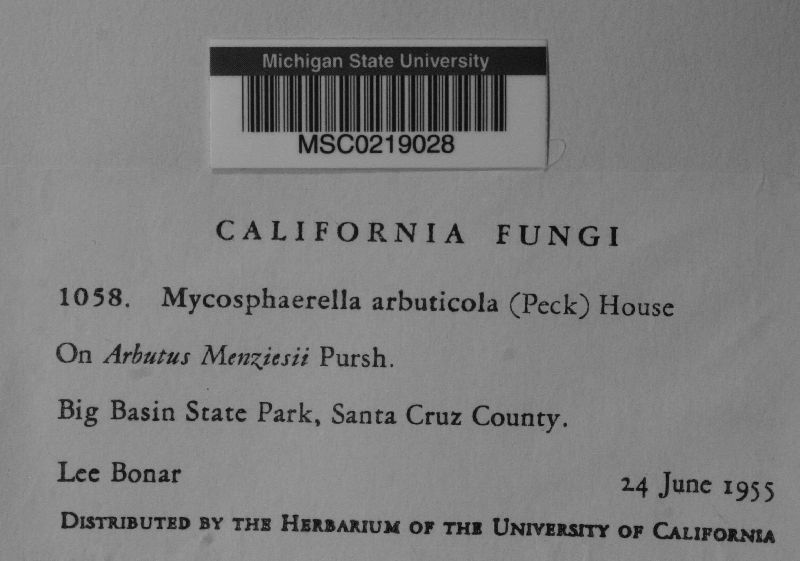 Michigan State University
MSC0219028
CALIFORNIA FUNGI
1058. Mycosphaerella arbuticola (Peck) House
On Arbutus Menziesii Pursh.
Big Basin State Park, Santa Cruz County.
Lee Bonar 24 June 1955
DISTRIBUTED BY THE HERBARIUM OF THE UNIVERSITY OF CALIFORNIA